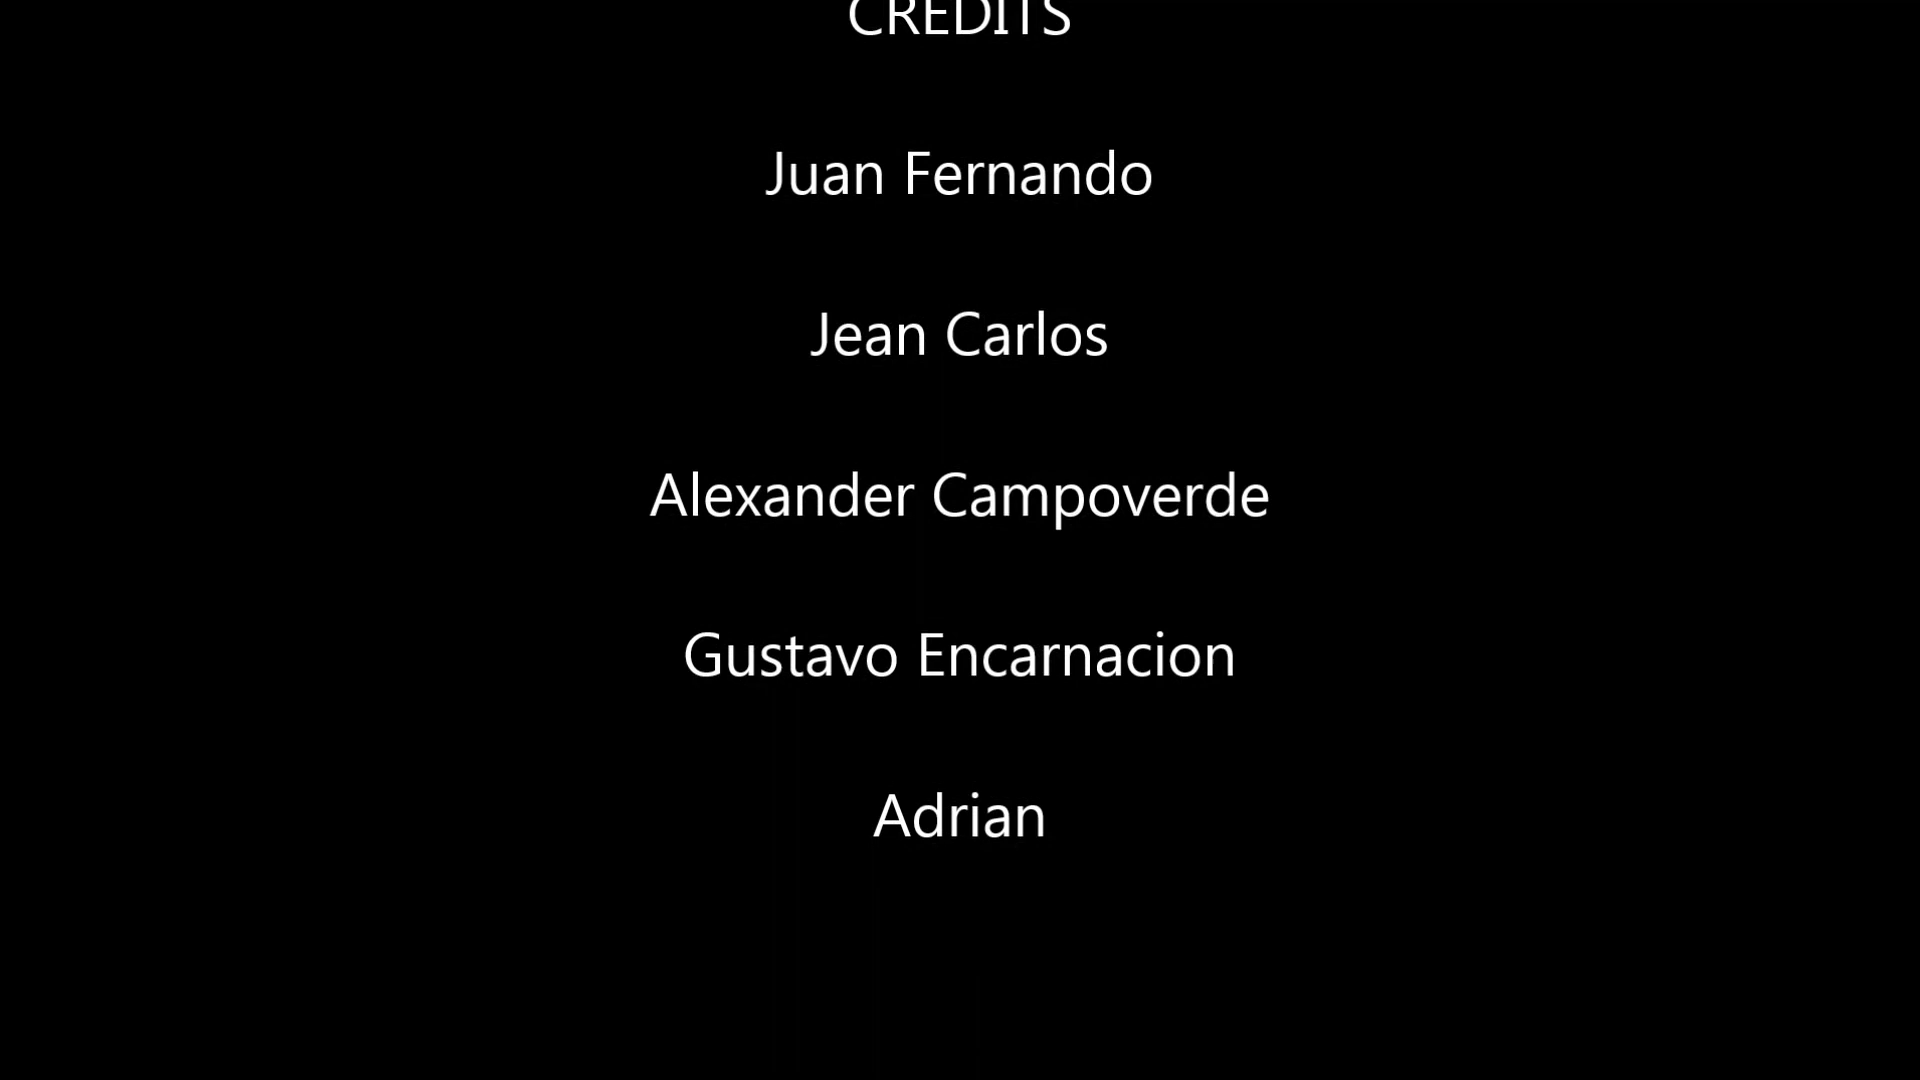 CREDITS
Juan Fernando
Jean Carlos
Alexander Campoverde
Gustavo Encarnacion
Adrian